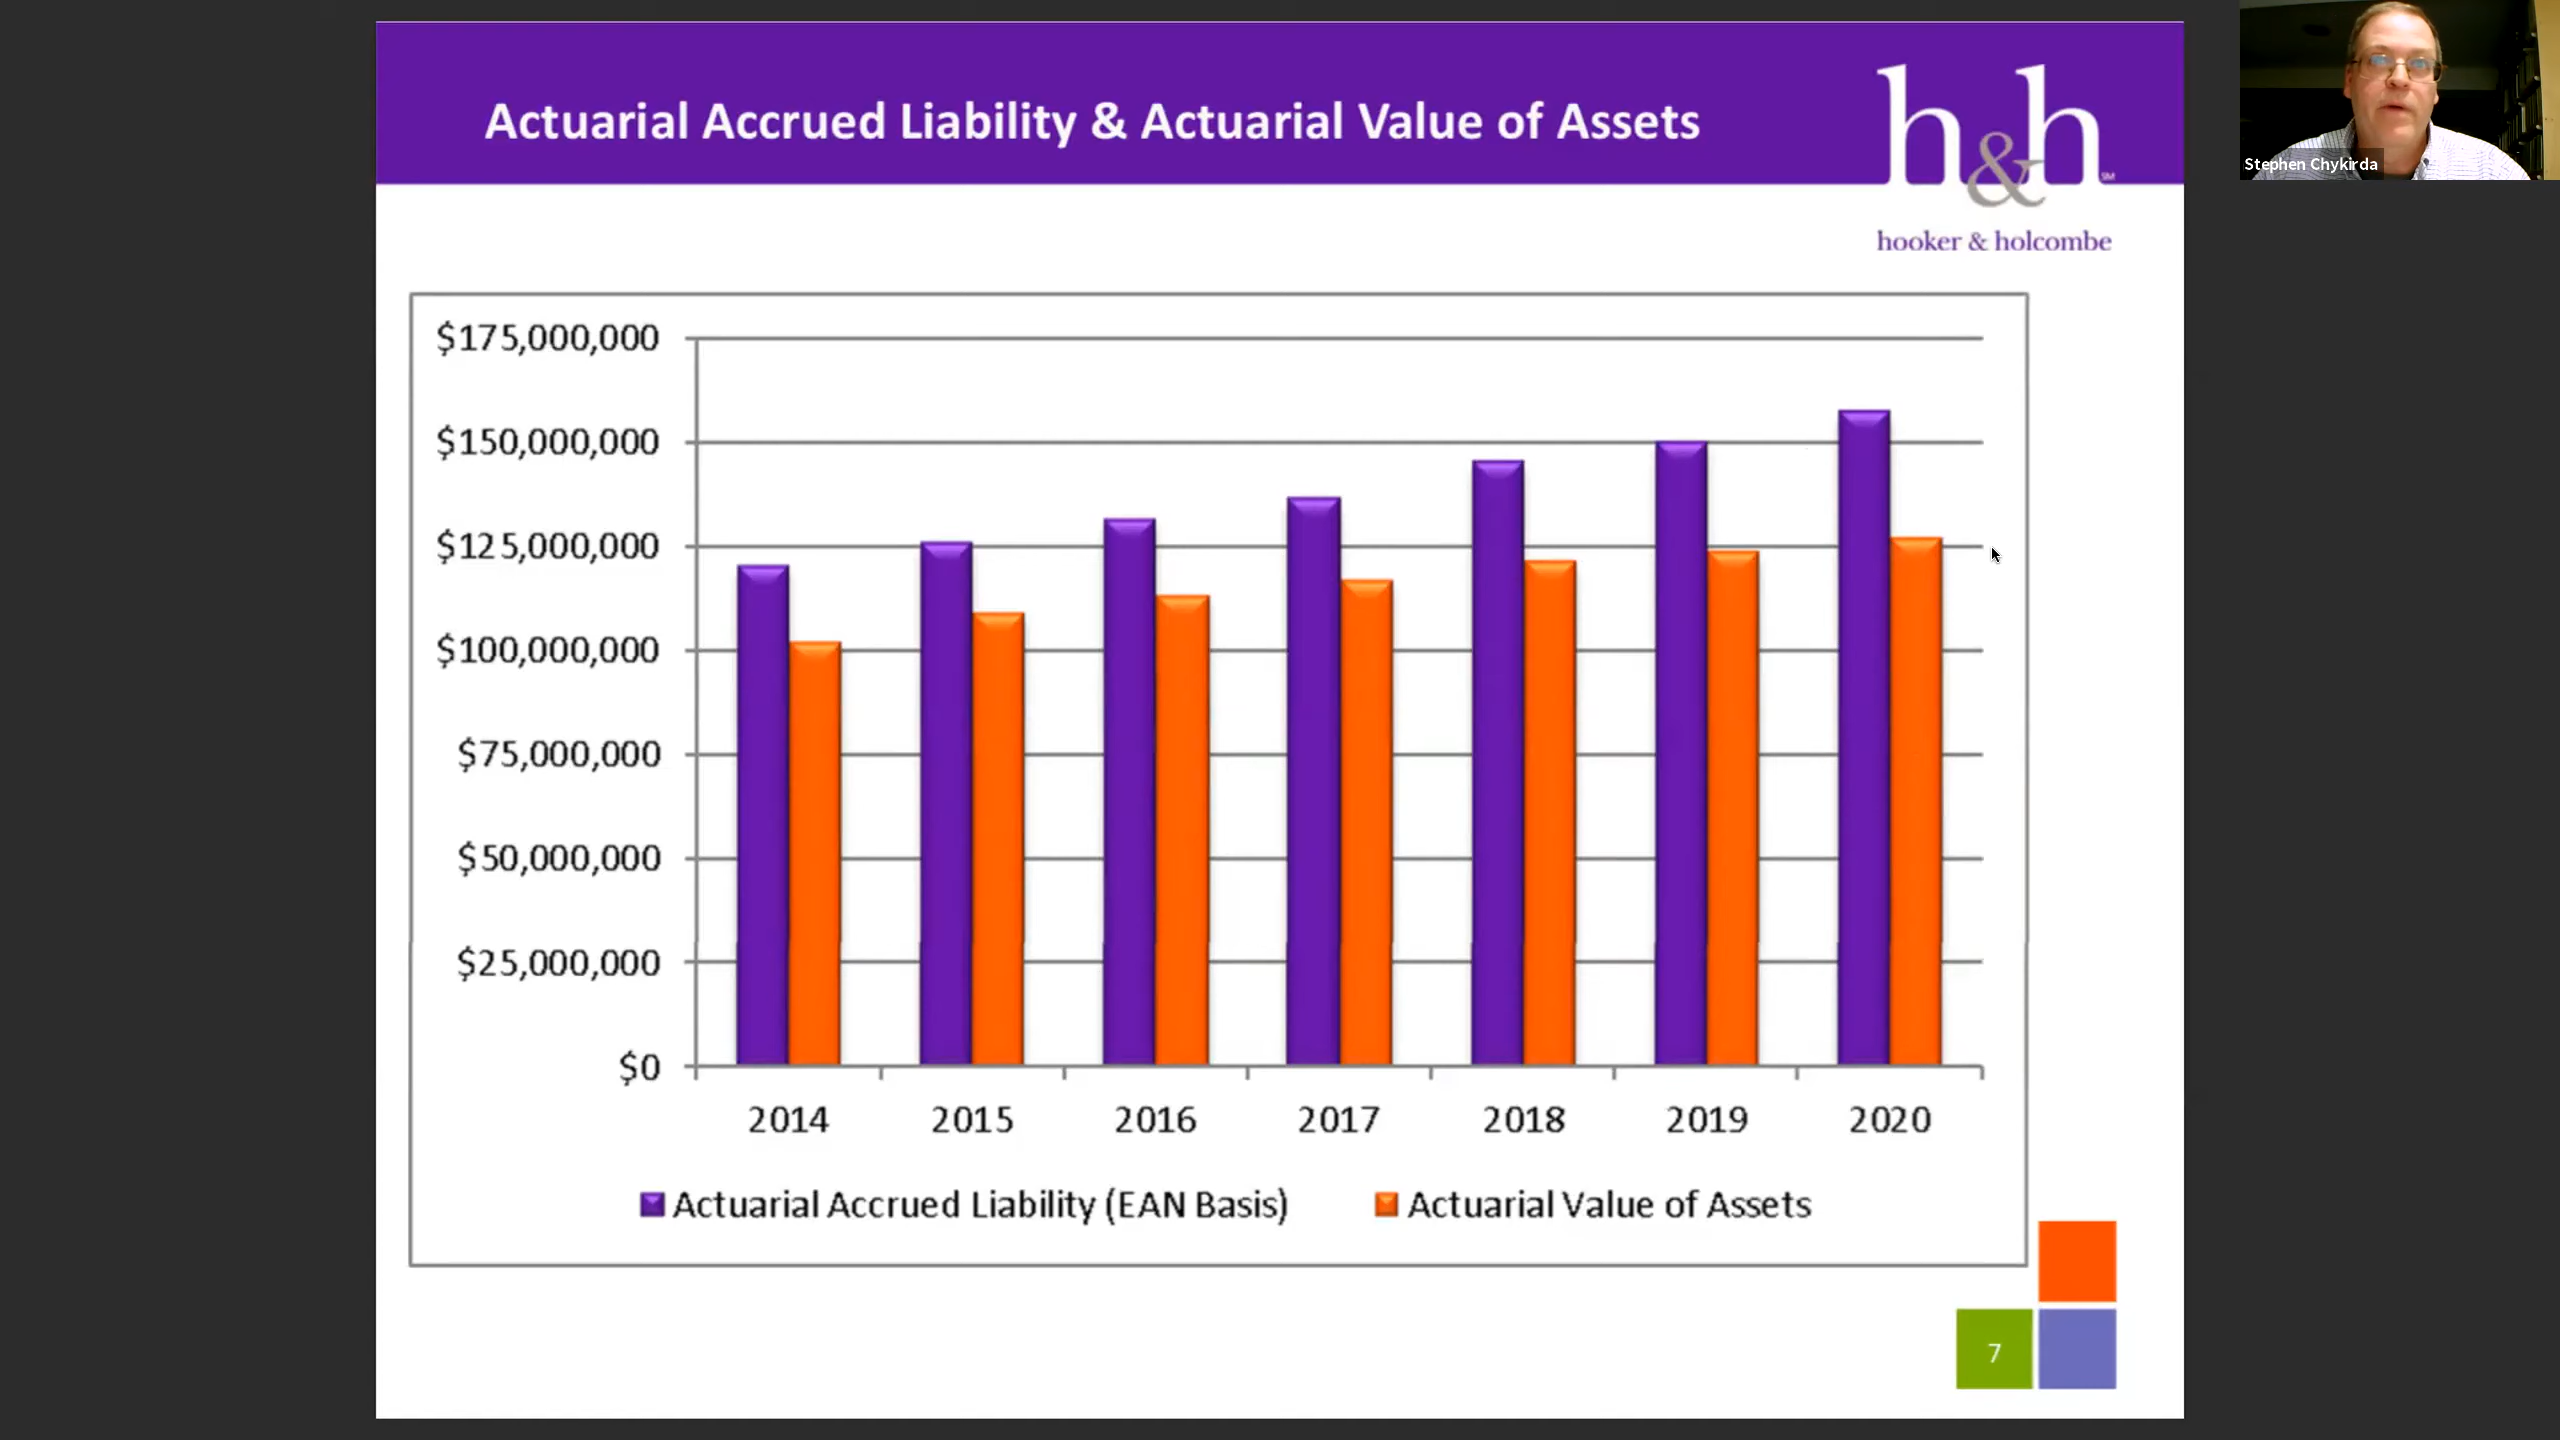 Actuarial Accrued Liability & Actuarial Value of Assets
h&h
SM
hooker & holcombe
Stephen Chykirda
$175,000,000
$150,000,000
$125,000,000
$100,000,000
$75,000,000
$50,000,000
$25,000,000
$0
2014 2015 2016 2017 2018 2019 2020
Actuarial Accrued Liability (EAN Basis) Actuarial Value of Assets
7